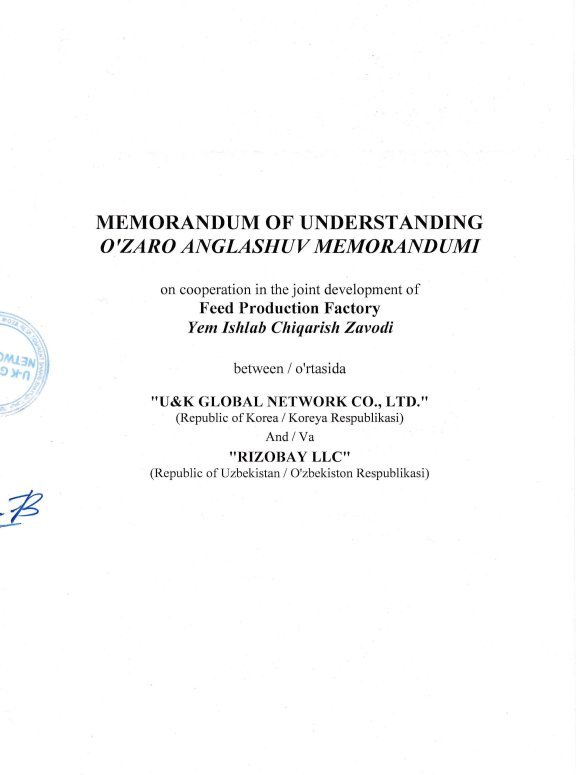 MEMORANDUM OF UNDERSTANDING
O'ZARO ANGLASHUV MEMORANDUMI
on cooperation in the joint development of
Feed Production Factory
Yem Ishlab Chiqarish Zavodi
between / o'rtasida
"U&K GLOBAL NETWORK CO., LTD."
(Republic of Korea / Koreya Respublikasi)
And / Va
"RIZOBAY LLC"
(Republic of Uzbekistan / O'zbekiston Respublikasi)